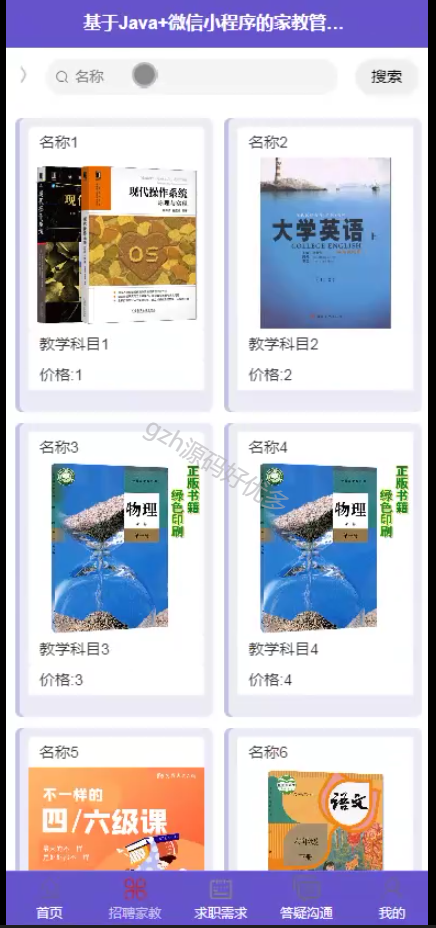 基于Java+微信小程序的家教管...
名称
搜索
名称1
现代操作系统
原理与实现
OS
教学科目1
价格:1
名称2
大学英语
COLLEGE ENGLISH
教学科目2
价格:2
名称3
物理
正版书籍
绿色印刷
教学科目3
价格:3
名称4
物理
正版书籍
绿色印刷
教学科目4
价格:4
gzh源码好优多
名称5
不一样的
四/六级课
名称6
语文
首页
招聘家教
求职需求
答疑沟通
我的